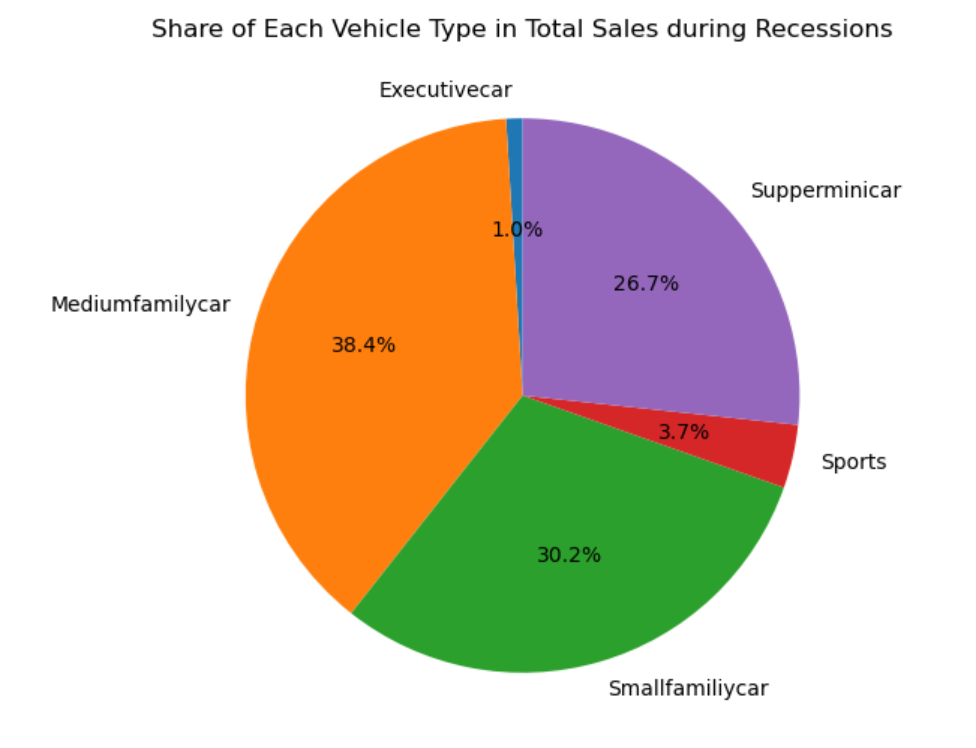 Share of Each Vehicle Type in Total Sales during Recessions
Executivecar
Supperminicar
1.0%
26.7%
Mediumfamilycar
38.4%
3.7%
Sports
30.2%
Smallfamiliycar